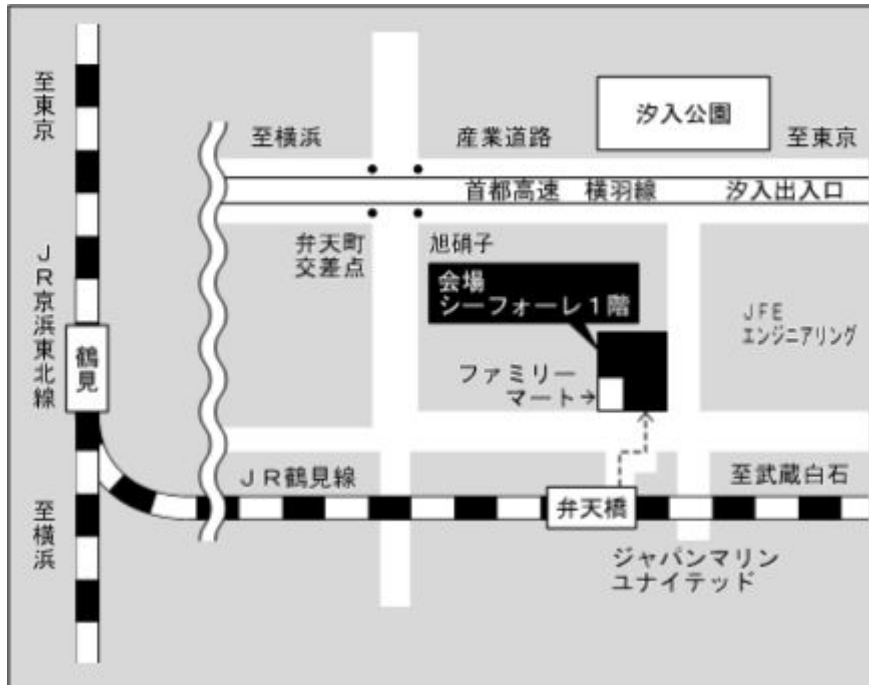 至東京
JR京浜東北線
鶴見
至横浜
至横浜
産業道路
汐入公園
至東京
首都高速 横羽線
汐入出入口
弁天町
交差点
旭硝子
会場
シーフォーレ1階
JFE
エンジニアリング
ファミリー
マート→
JR鶴見線
弁天橋
至武蔵白石
ジャパンマリン
ユナイテッド